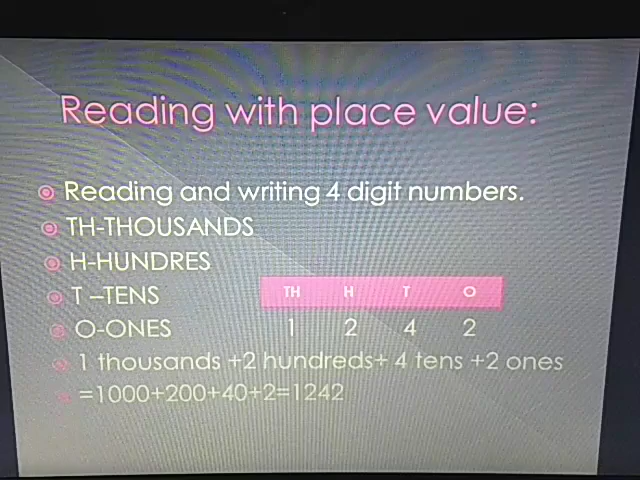 Reading with place value:
Reading and writing 4 digit numbers.
TH-THOUSANDS
H-HUNDRES
T –TENS
O-ONES
TH H T O
1 2 4 2
1 thousands +2 hundreds+ 4 tens +2 ones
=1000+200+40+2=1242